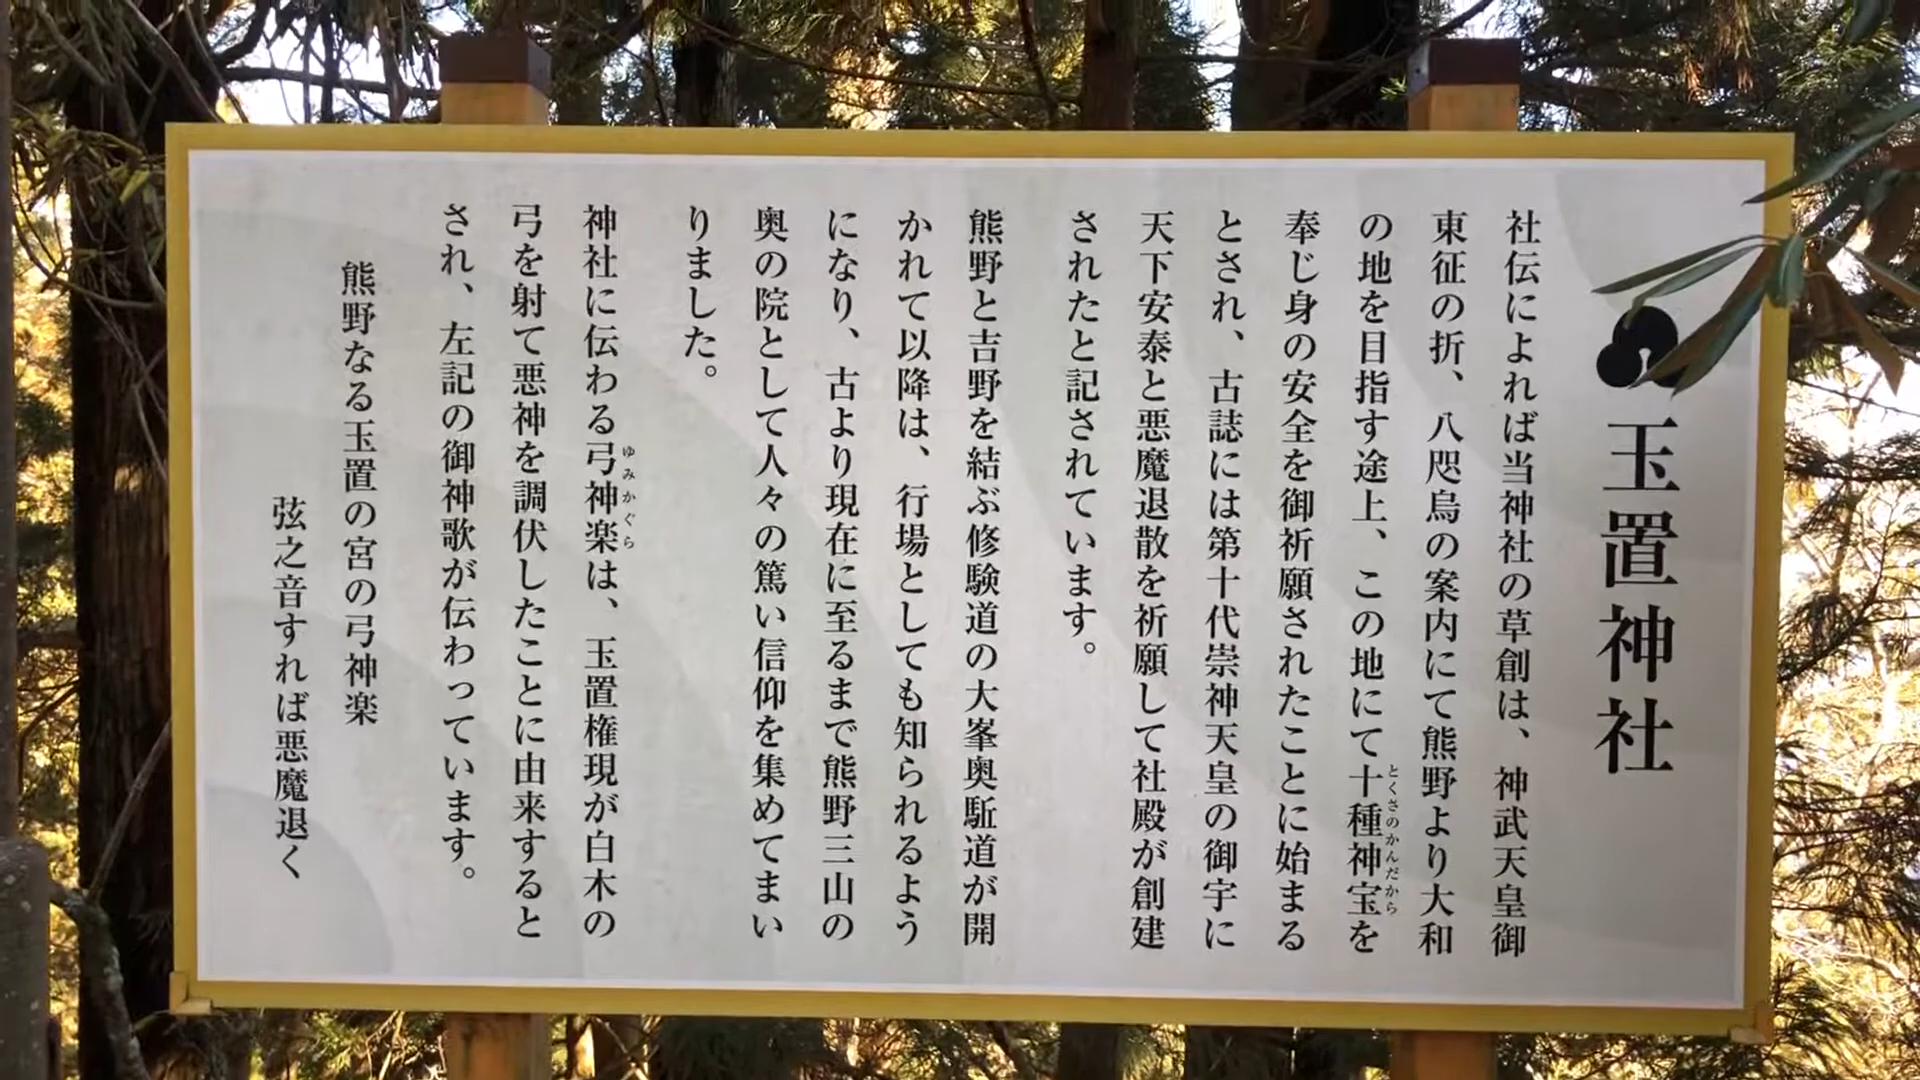 玉置神社
社伝によれば当神社の草創は、神武天皇御
東征の折、八咫烏の案内にて熊野より大和
の地を目指す途上、この地にて十種神宝を
とくさのかんだから
奉じ身の安全を御祈願されたことに始まる
とされ、古誌には第十代崇神天皇の御宇に
天下安泰と悪魔退散を祈願して社殿が創建
されたと記されています。
熊野と吉野を結ぶ修験道の大峯奥駈道が開
かれて以降は、行場としても知られるよう
になり、古より現在に至るまで熊野三山の
奥の院として人々の篤い信仰を集めてまい
りました。
神社に伝わる弓神楽は、玉置権現が白木の
ゆみかぐら
弓を射て悪神を調伏したことに由来すると
され、左記の御神歌が伝わっています。
熊野なる玉置の宮の弓神楽
弦之音すれば悪魔退く